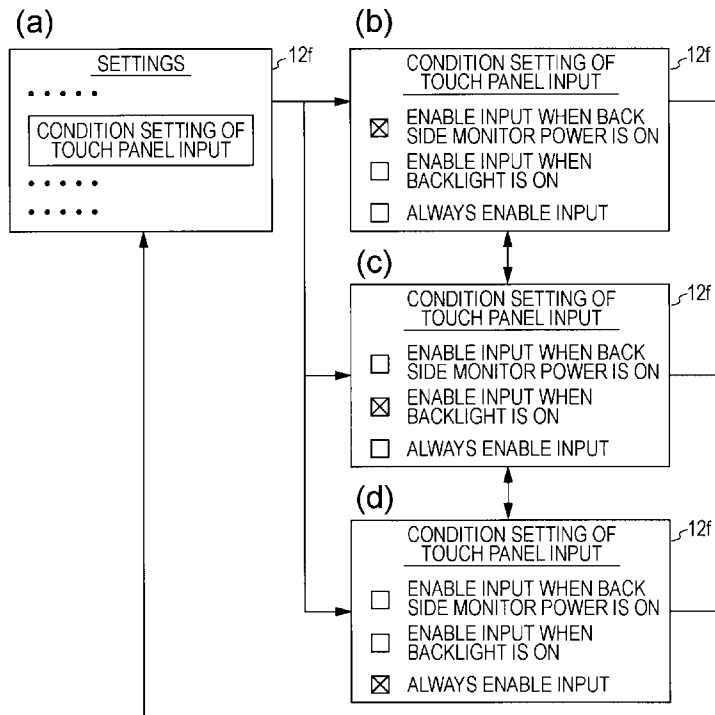 (a)
12f
SETTINGS
• • • • •
CONDITION SETTING OF
TOUCH PANEL INPUT
• • • • •
• • • • •
(b)
12f
CONDITION SETTING OF
TOUCH PANEL INPUT
ENABLE INPUT WHEN BACK
SIDE MONITOR POWER IS ON
ENABLE INPUT WHEN
BACKLIGHT IS ON
ALWAYS ENABLE INPUT
(c)
12f
CONDITION SETTING OF
TOUCH PANEL INPUT
ENABLE INPUT WHEN BACK
SIDE MONITOR POWER IS ON
ENABLE INPUT WHEN
BACKLIGHT IS ON
ALWAYS ENABLE INPUT
(d)
12f
CONDITION SETTING OF
TOUCH PANEL INPUT
ENABLE INPUT WHEN BACK
SIDE MONITOR POWER IS ON
ENABLE INPUT WHEN
BACKLIGHT IS ON
ALWAYS ENABLE INPUT